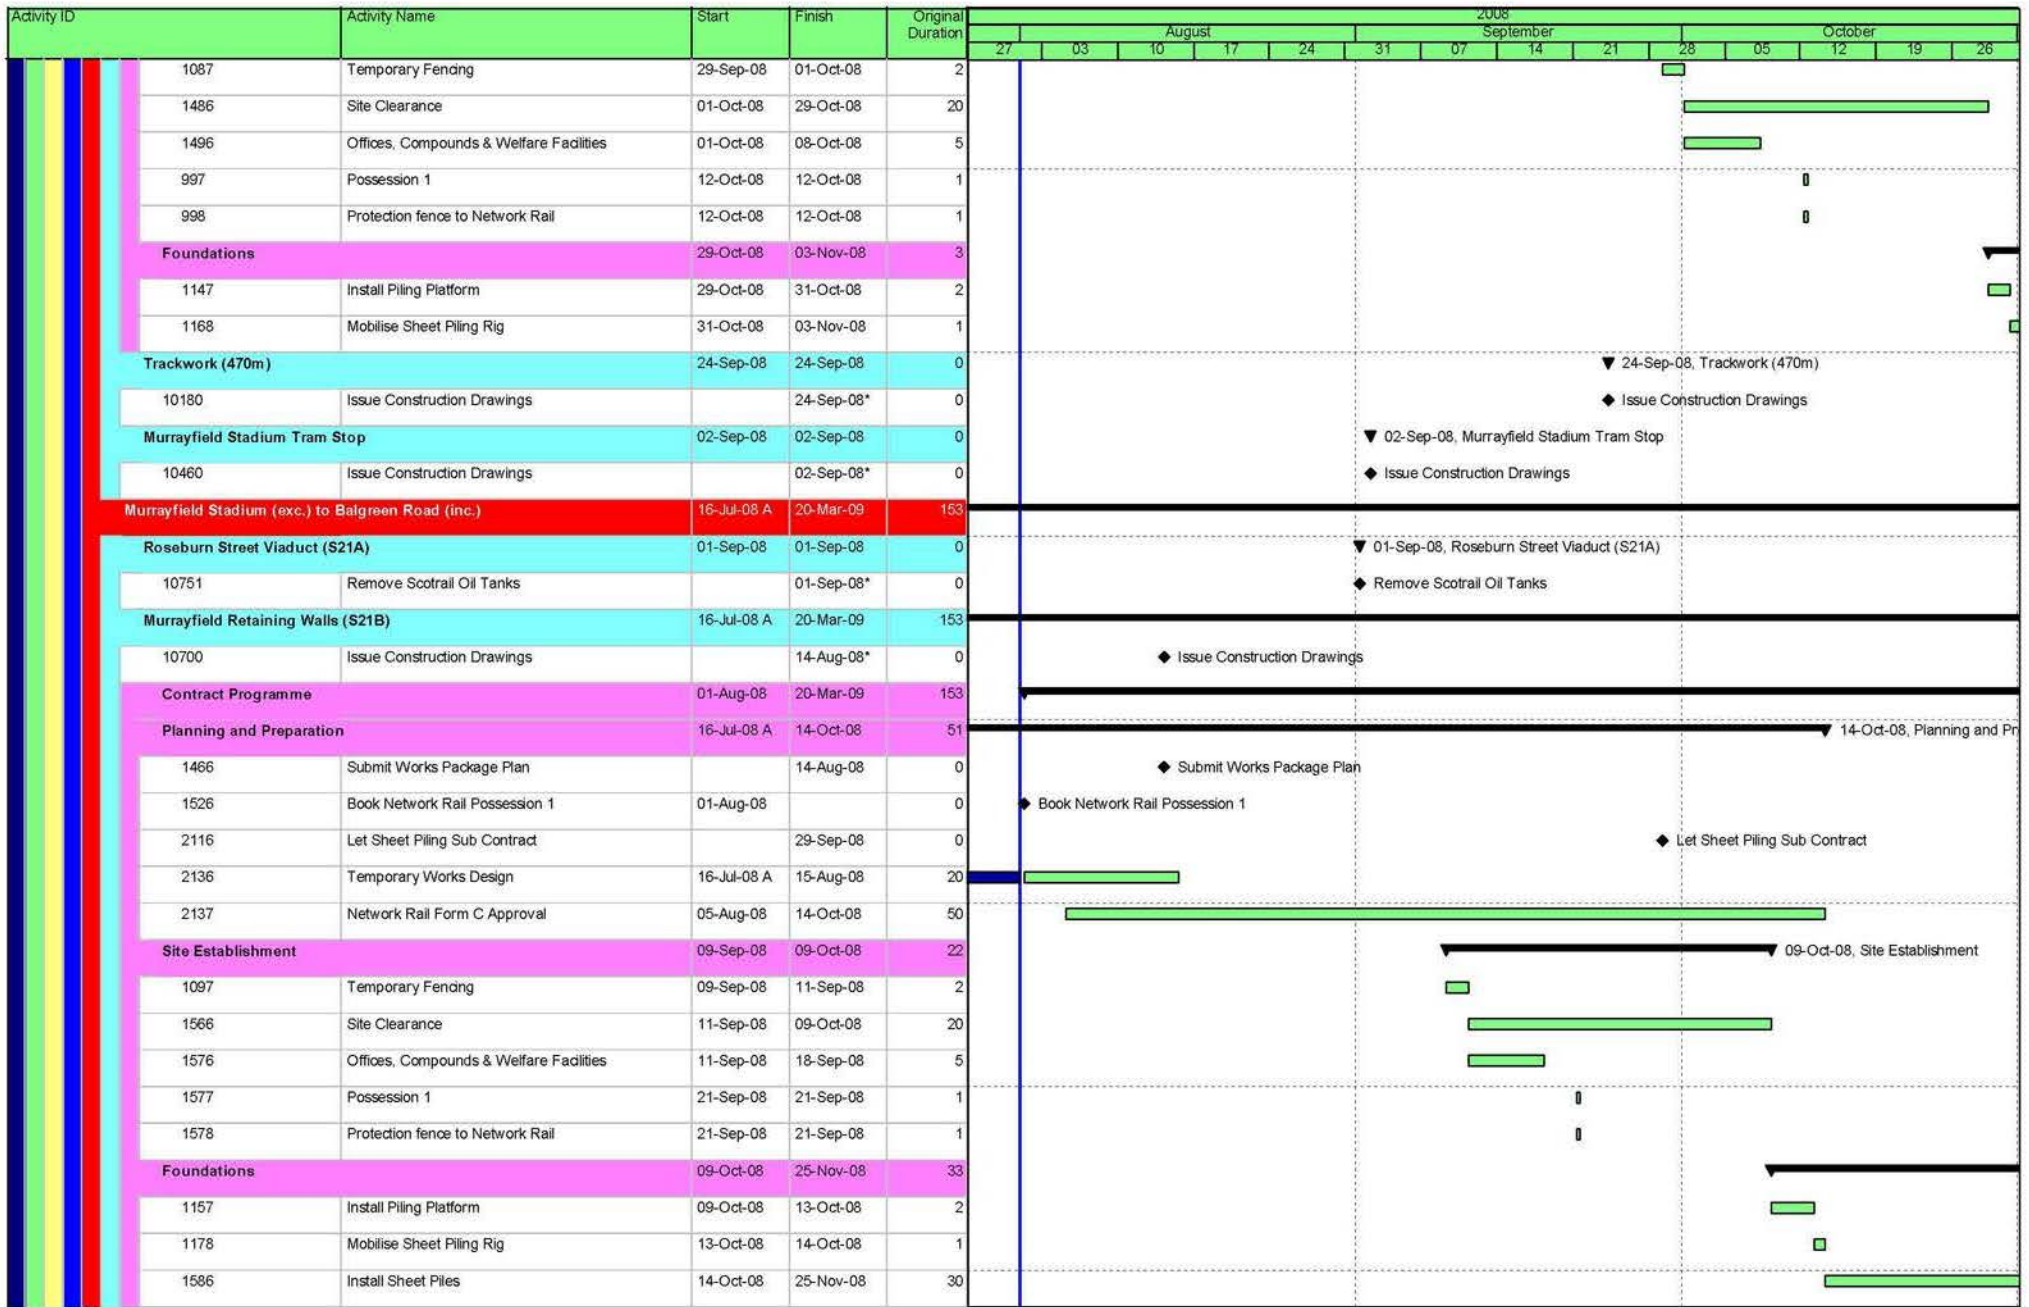 Activity ID Activity Name Start Finish Original Duration 2008
August September October
27 03 10 17 24 31 07 14 21 28 05 12 19 26
1087 Temporary Fencing 29-Sep-08 01-Oct-08 2
1486 Site Clearance 01-Oct-08 29-Oct-08 20
1496 Offices, Compounds & Welfare Facilities 01-Oct-08 08-Oct-08 5
997 Possession 1 12-Oct-08 12-Oct-08 1
998 Protection fence to Network Rail 12-Oct-08 12-Oct-08 1
Foundations 29-Oct-08 03-Nov-08 3
1147 Install Piling Platform 29-Oct-08 31-Oct-08 2
1168 Mobilise Sheet Piling Rig 31-Oct-08 03-Nov-08 1
Trackwork (470m) 24-Sep-08 24-Sep-08 0 24-Sep-08, Trackwork (470m)
10180 Issue Construction Drawings 24-Sep-08* 0 Issue Construction Drawings
Murrayfield Stadium Tram Stop 02-Sep-08 02-Sep-08 0 02-Sep-08, Murrayfield Stadium Tram Stop
10460 Issue Construction Drawings 02-Sep-08* 0 Issue Construction Drawings
Murrayfield Stadium (exc.) to Balgreen Road (inc.) 16-Jul-08 A 20-Mar-09 153
Roseburn Street Viaduct (S21A) 01-Sep-08 01-Sep-08 0 01-Sep-08, Roseburn Street Viaduct (S21A)
10751 Remove Scotrail Oil Tanks 01-Sep-08* 0 Remove Scotrail Oil Tanks
Murrayfield Retaining Walls (S21B) 16-Jul-08 A 20-Mar-09 153
10700 Issue Construction Drawings 14-Aug-08* 0 Issue Construction Drawings
Contract Programme 01-Aug-08 20-Mar-09 153
Planning and Preparation 16-Jul-08 A 14-Oct-08 51 14-Oct-08, Planning and Pr
1466 Submit Works Package Plan 14-Aug-08 0 Submit Works Package Plan
1526 Book Network Rail Possession 1 01-Aug-08 0 Book Network Rail Possession 1
2116 Let Sheet Piling Sub Contract 29-Sep-08 0 Let Sheet Piling Sub Contract
2136 Temporary Works Design 16-Jul-08 A 15-Aug-08 20
2137 Network Rail Form C Approval 05-Aug-08 14-Oct-08 50
Site Establishment 09-Sep-08 09-Oct-08 22 09-Oct-08, Site Establishment
1097 Temporary Fencing 09-Sep-08 11-Sep-08 2
1566 Site Clearance 11-Sep-08 09-Oct-08 20
1576 Offices, Compounds & Welfare Facilities 11-Sep-08 18-Sep-08 5
1577 Possession 1 21-Sep-08 21-Sep-08 1
1578 Protection fence to Network Rail 21-Sep-08 21-Sep-08 1
Foundations 09-Oct-08 25-Nov-08 33
1157 Install Piling Platform 09-Oct-08 13-Oct-08 2
1178 Mobilise Sheet Piling Rig 13-Oct-08 14-Oct-08 1
1586 Install Sheet Piles 14-Oct-08 25-Nov-08 30